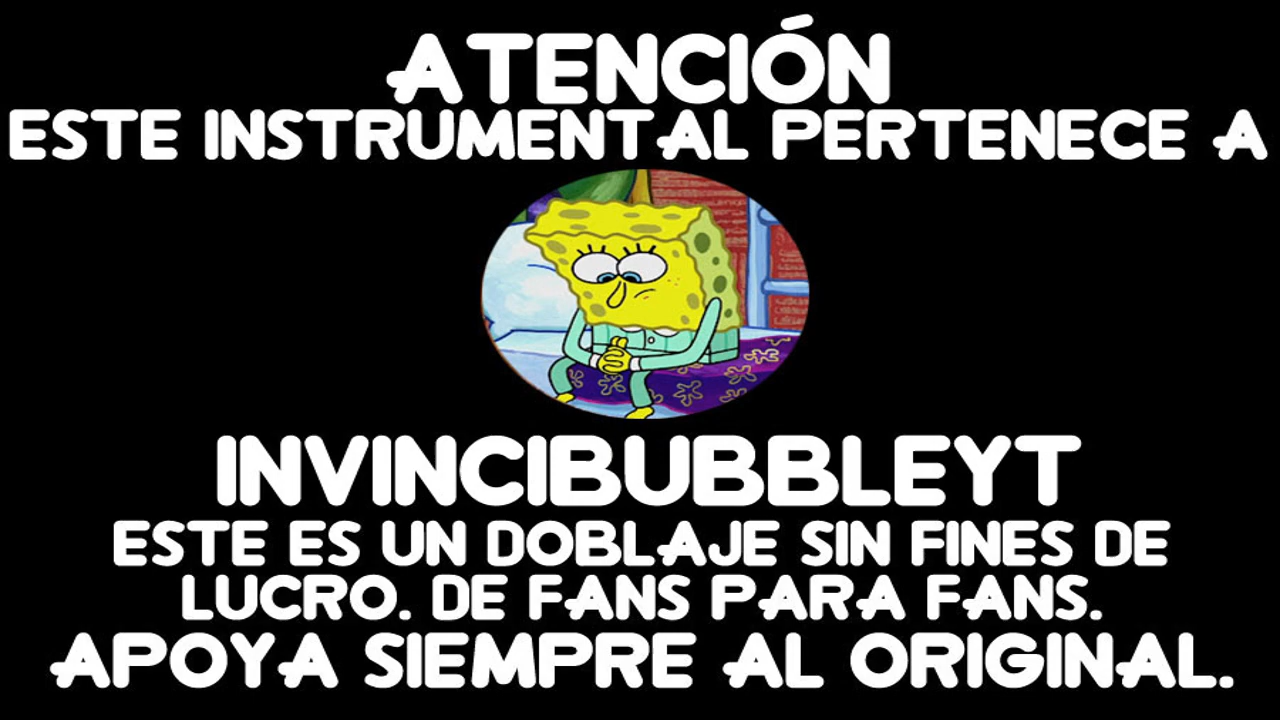 ATENCIÓN
ESTE INSTRUMENTAL PERTENECE A
INVINCIBUBBLEYT
ESTE ES UN DOBLAJE SIN FINES DE
LUCRO. DE FANS PARA FANS.
APOYA SIEMPRE AL ORIGINAL.